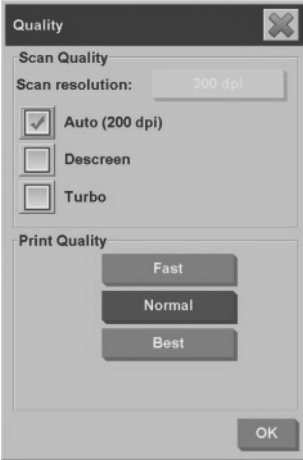 Quality
Scan Quality
Scan resolution: 300 dpi
Auto (200 dpi)
Descreen
Turbo
Print Quality
Fast
Normal
Best
OK